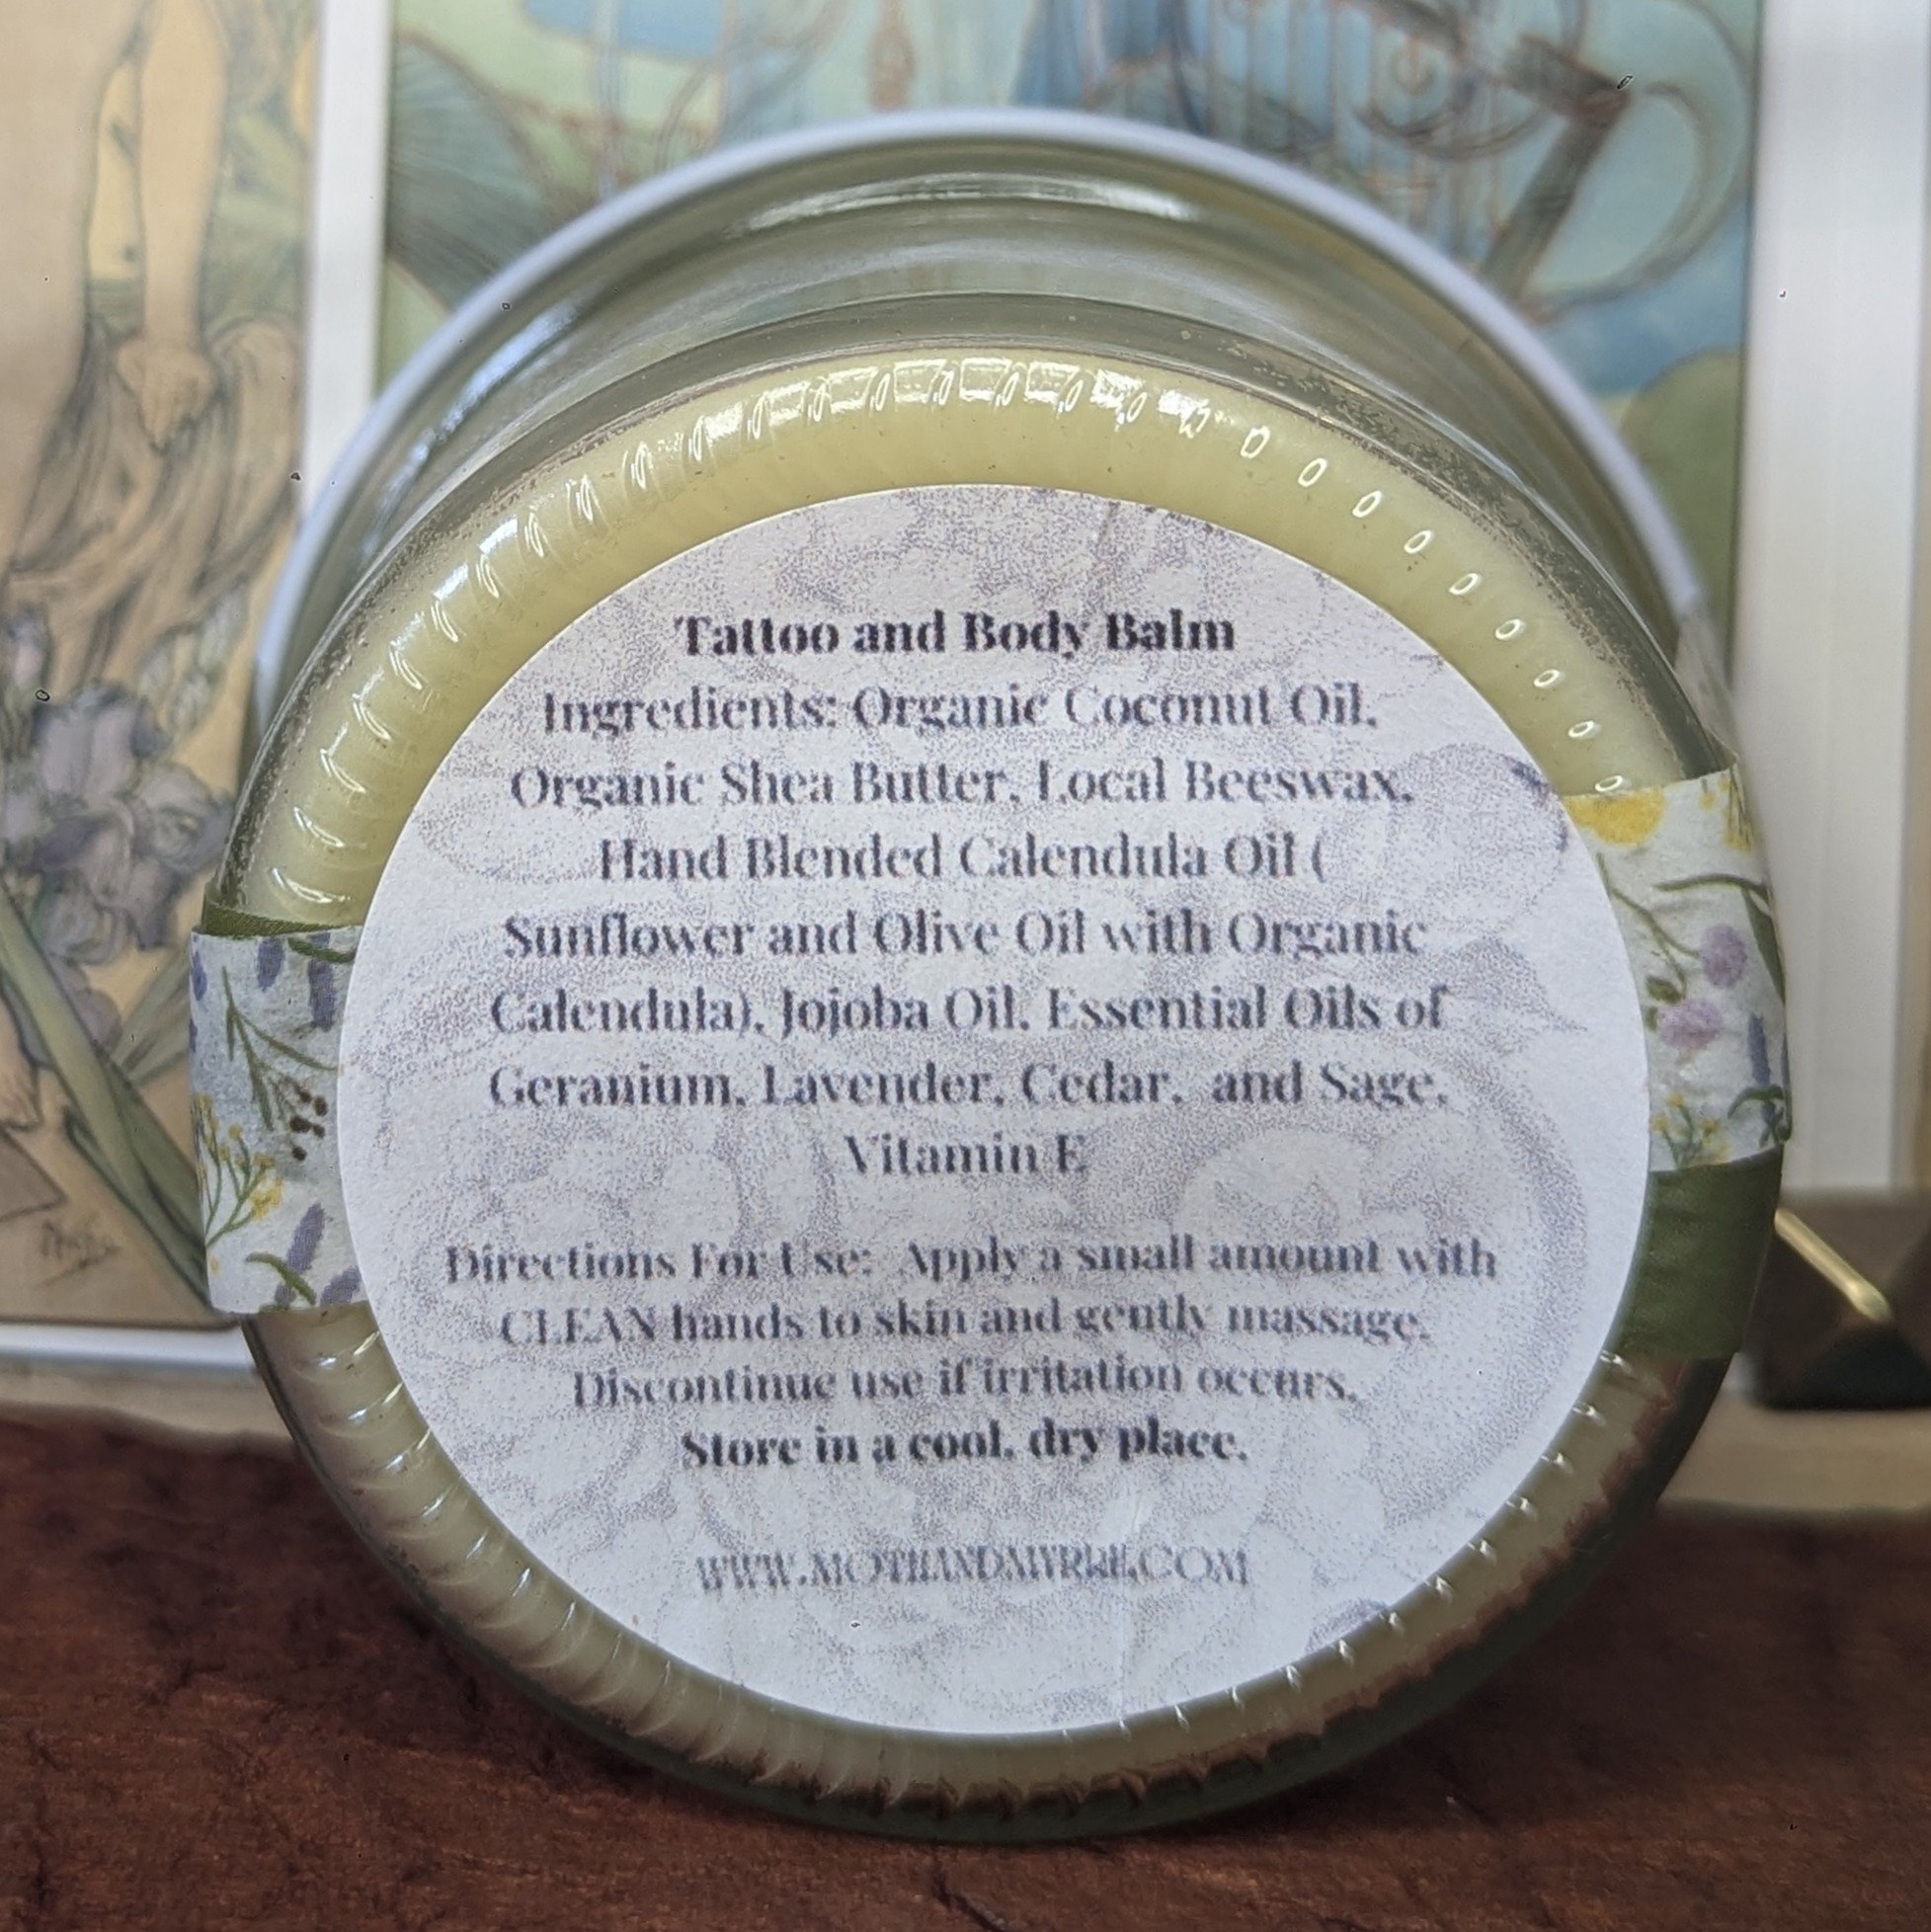 Tattoo and Body Balm
Ingredients: Organic Coconut Oil,
Organic Shea Butter, Local Beeswax,
Hand Blended Calendula Oil (
Sunflower and Olive Oil with Organic
Calendula), Jojoba Oil, Essential Oils of
Geranium, Lavender, Cedar, and Sage,
Vitamin E
Directions For Use: Apply a small amount with
CLEAN hands to skin and gently massage.
Discontinue use if irritation occurs.
Store in a cool, dry place.
WWW.MOTHANDMYRRH.COM